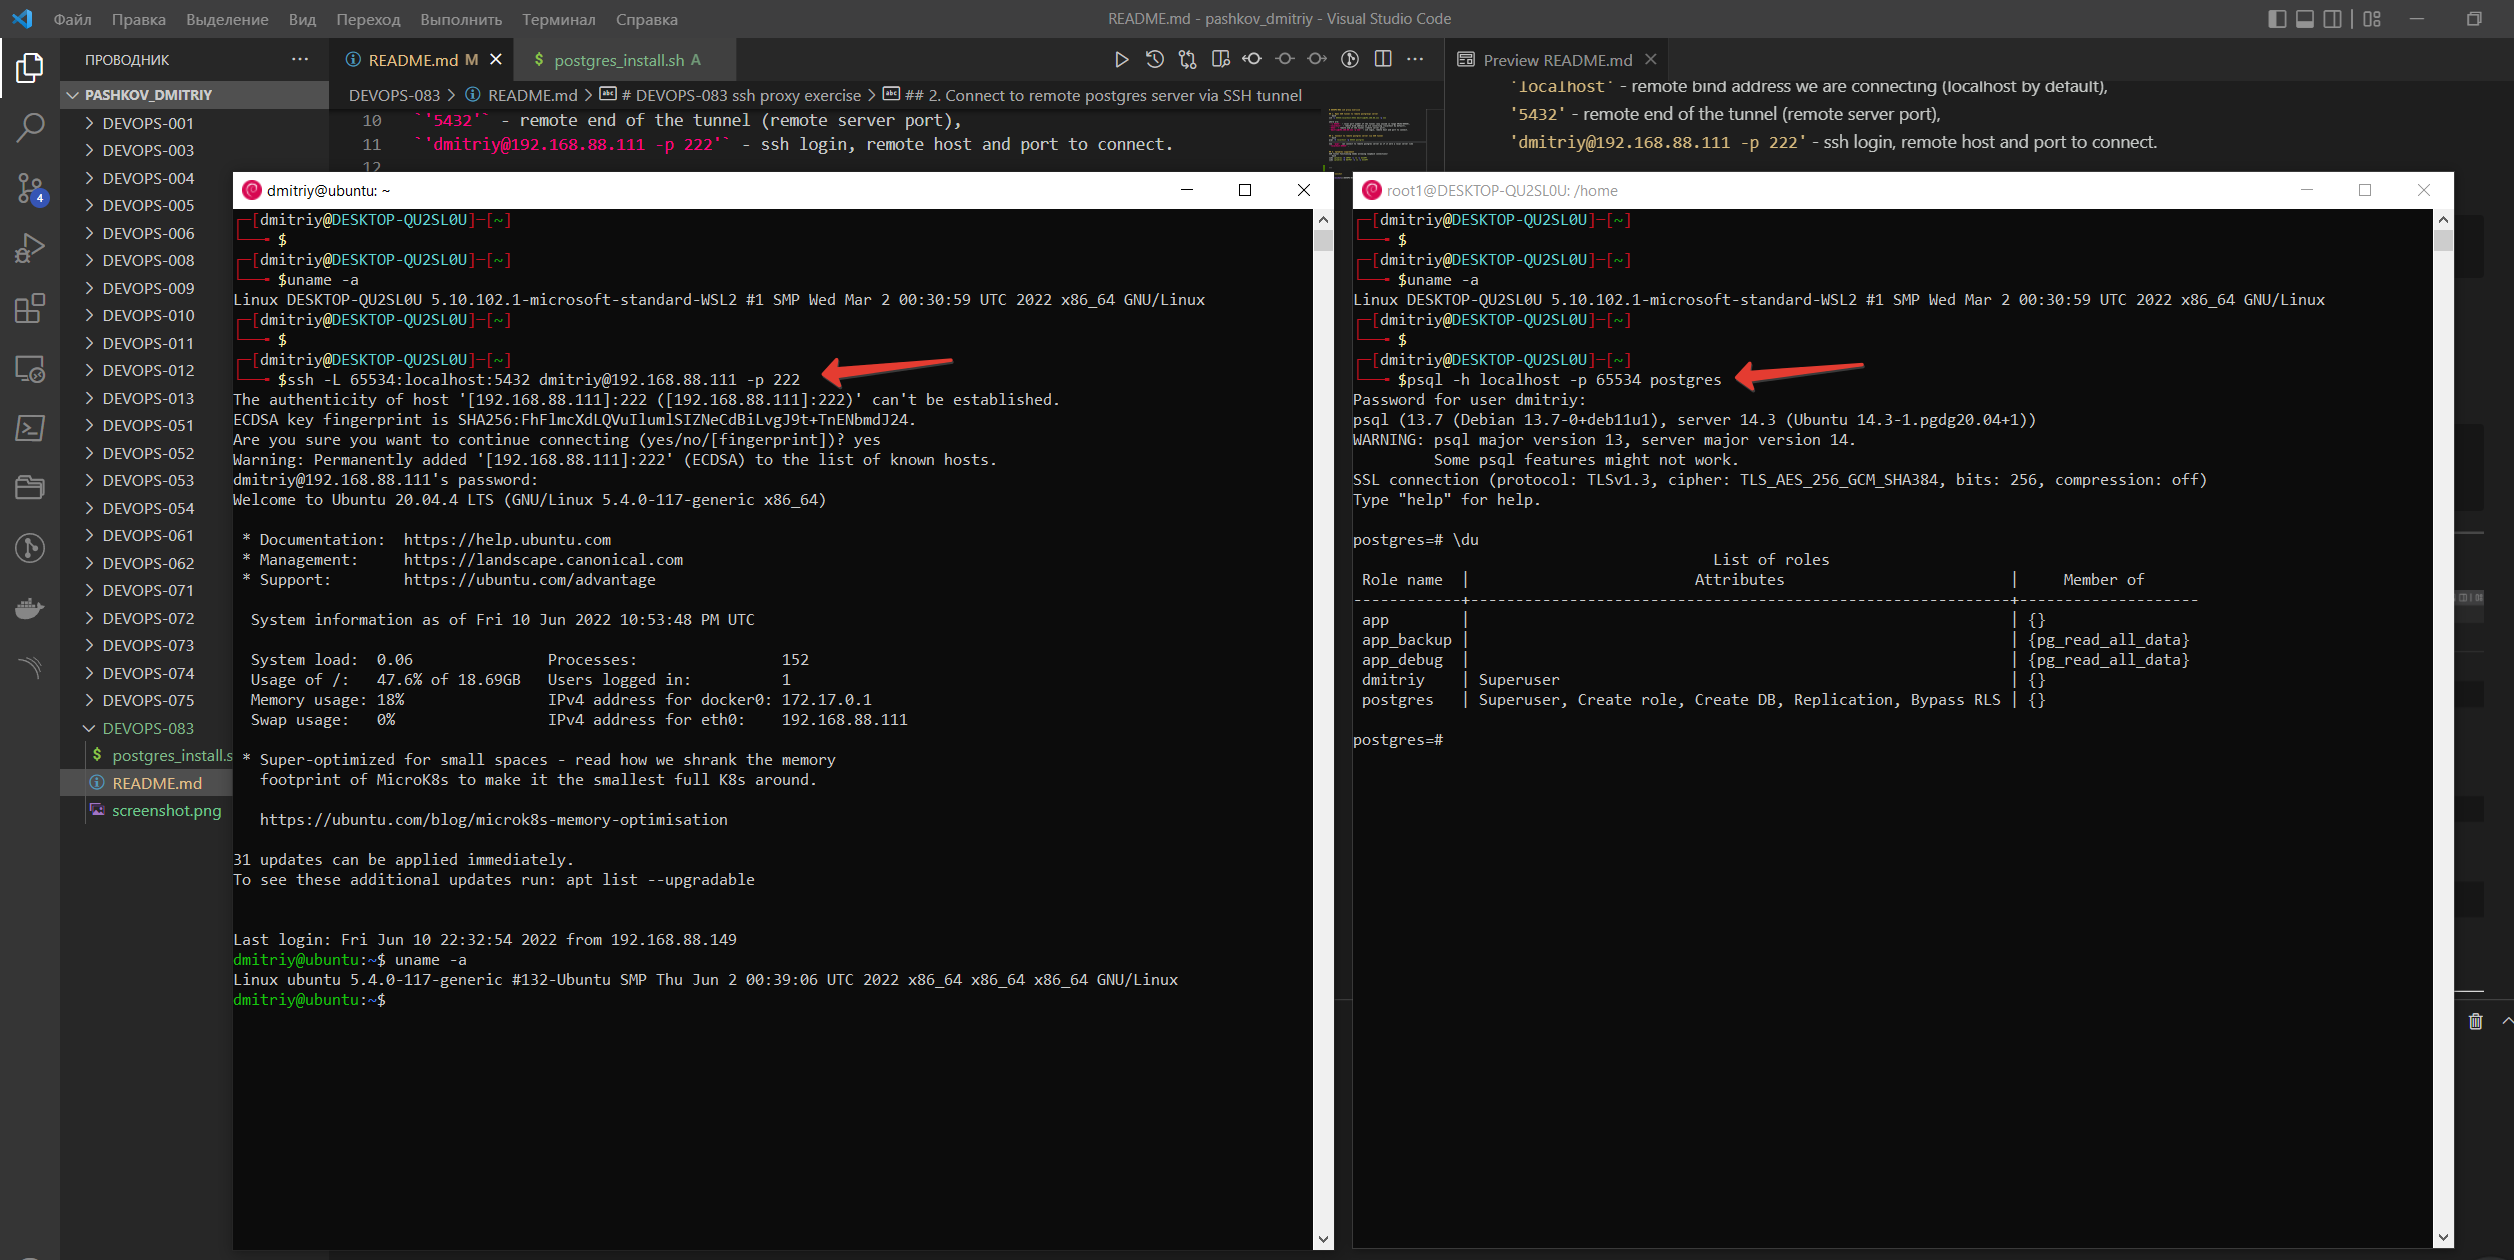 Файл Правка Выделение Вид Переход Выполнить Терминал Справка
README.md - pashkov_dmitriy - Visual Studio Code
ПРОВОДНИК
README.md M
$ postgres_install.sh A
Preview README.md
PASHKOV_DMITRIY
DEVOPS-083 > README.md > # DEVOPS-083 ssh proxy exercise > ## 2. Connect to remote postgres server via SSH tunnel
DEVOPS-001
DEVOPS-003
DEVOPS-004
DEVOPS-005
DEVOPS-006
DEVOPS-008
DEVOPS-009
DEVOPS-010
DEVOPS-011
DEVOPS-012
DEVOPS-013
DEVOPS-051
DEVOPS-052
DEVOPS-053
DEVOPS-054
DEVOPS-061
DEVOPS-062
DEVOPS-071
DEVOPS-072
DEVOPS-073
DEVOPS-074
DEVOPS-075
DEVOPS-083
$ postgres_install.s
README.md
screenshot.png
4
10 `'5432'` - remote end of the tunnel (remote server port),
11 `'dmitriy@192.168.88.111 -p 222'` - ssh login, remote host and port to connect.
12
'localhost' - remote bind address we are connecting (localhost by default),
'5432' - remote end of the tunnel (remote server port),
'dmitriy@192.168.88.111 -p 222' - ssh login, remote host and port to connect.
dmitriy@ubuntu: ~
[dmitriy@DESKTOP-QU2SL0U]-[~]
$
[dmitriy@DESKTOP-QU2SL0U]-[~]
$uname -a
Linux DESKTOP-QU2SL0U 5.10.102.1-microsoft-standard-WSL2 #1 SMP Wed Mar 2 00:30:59 UTC 2022 x86_64 GNU/Linux
[dmitriy@DESKTOP-QU2SL0U]-[~]
$
[dmitriy@DESKTOP-QU2SL0U]-[~]
$ssh -L 65534:localhost:5432 dmitriy@192.168.88.111 -p 222
The authenticity of host '[192.168.88.111]:222 ([192.168.88.111]:222)' can't be established.
ECDSA key fingerprint is SHA256:FhFlmcXdLQVuIlumlSIZNeCdBiLvgJ9t+TnENbmdJ24.
Are you sure you want to continue connecting (yes/no/[fingerprint])? yes
Warning: Permanently added '[192.168.88.111]:222' (ECDSA) to the list of known hosts.
dmitriy@192.168.88.111's password:
Welcome to Ubuntu 20.04.4 LTS (GNU/Linux 5.4.0-117-generic x86_64)
* Documentation: https://help.ubuntu.com
* Management: https://landscape.canonical.com
* Support: https://ubuntu.com/advantage
System information as of Fri 10 Jun 2022 10:53:48 PM UTC
System load: 0.06 Processes: 152
Usage of /: 47.6% of 18.69GB Users logged in: 1
Memory usage: 18% IPv4 address for docker0: 172.17.0.1
Swap usage: 0% IPv4 address for eth0: 192.168.88.111
* Super-optimized for small spaces - read how we shrank the memory
footprint of MicroK8s to make it the smallest full K8s around.
https://ubuntu.com/blog/microk8s-memory-optimisation
31 updates can be applied immediately.
To see these additional updates run: apt list --upgradable
Last login: Fri Jun 10 22:32:54 2022 from 192.168.88.149
dmitriy@ubuntu:~$ uname -a
Linux ubuntu 5.4.0-117-generic #132-Ubuntu SMP Thu Jun 2 00:39:06 UTC 2022 x86_64 x86_64 x86_64 GNU/Linux
dmitriy@ubuntu:~$
root1@DESKTOP-QU2SL0U: /home
[dmitriy@DESKTOP-QU2SL0U]-[~]
$
[dmitriy@DESKTOP-QU2SL0U]-[~]
$uname -a
Linux DESKTOP-QU2SL0U 5.10.102.1-microsoft-standard-WSL2 #1 SMP Wed Mar 2 00:30:59 UTC 2022 x86_64 GNU/Linux
[dmitriy@DESKTOP-QU2SL0U]-[~]
$
[dmitriy@DESKTOP-QU2SL0U]-[~]
$psql -h localhost -p 65534 postgres
Password for user dmitriy:
psql (13.7 (Debian 13.7-0+deb11u1), server 14.3 (Ubuntu 14.3-1.pgdg20.04+1))
WARNING: psql major version 13, server major version 14.
Some psql features might not work.
SSL connection (protocol: TLSv1.3, cipher: TLS_AES_256_GCM_SHA384, bits: 256, compression: off)
Type "help" for help.
postgres=# \du
List of roles
Role name | Attributes | Member of
------------+------------------------------------------------------------+--------------------
app | | {}
app_backup | | {pg_read_all_data}
app_debug | | {pg_read_all_data}
dmitriy | Superuser | {}
postgres | Superuser, Create role, Create DB, Replication, Bypass RLS | {}
postgres=#